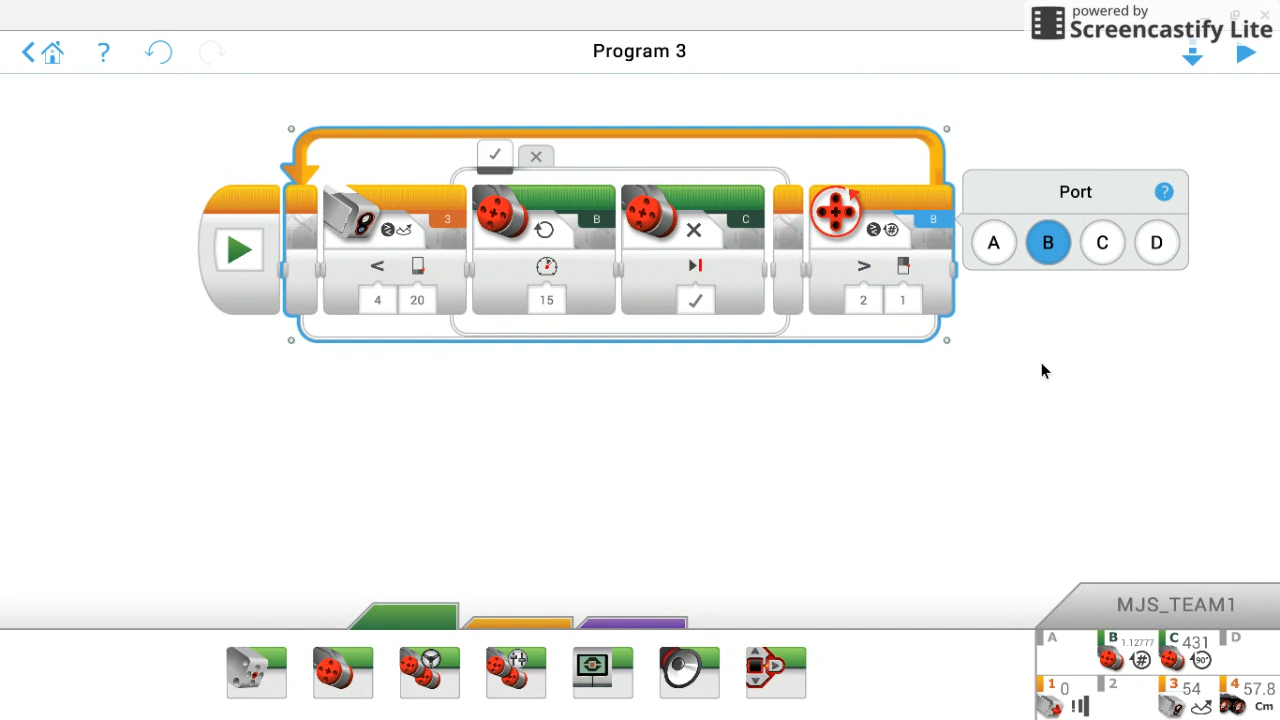 powered by
Screencastify Lite
?
Program 3
3
B
C
B
Port
?
A
B
C
D
<
4
20
15
>
2
1
MJS_TEAM1
A
B
1.12777
#
C
431
90°
D
1
0
2
3
54
4
57.8
Cm